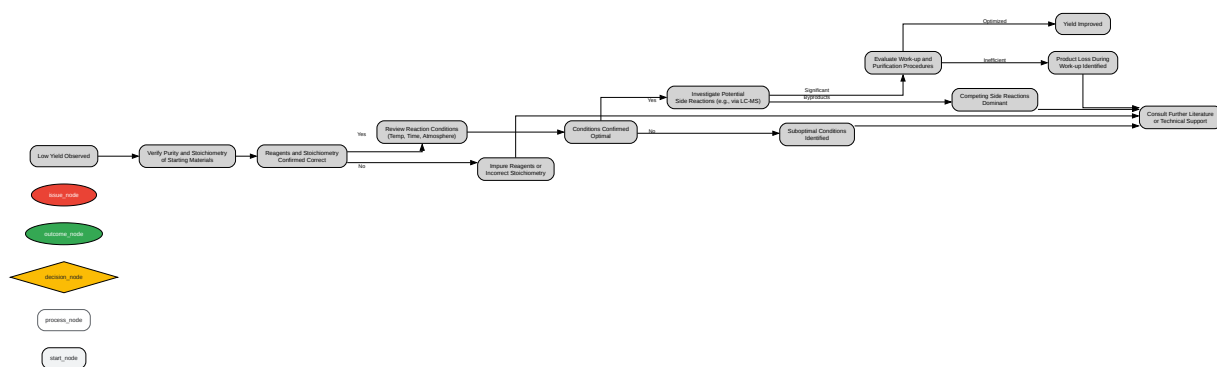 Optimized
Yield Improved
Evaluate Work-up and
Purification Procedures
Inefficient
Product Loss During
Work-up Identified
Investigate Potential
Side Reactions (e.g., via LC-MS)
Yes
Significant
Byproducts
Competing Side Reactions
Dominant
Consult Further Literature
or Technical Support
Review Reaction Conditions
(Temp, Time, Atmosphere)
Yes
Conditions Confirmed
Optimal
No
Suboptimal Conditions
Identified
Low Yield Observed
Verify Purity and Stoichiometry
of Starting Materials
Reagents and Stoichiometry
Confirmed Correct
No
Impure Reagents or
Incorrect Stoichiometry
issue_node
outcome_node
decision_node
process_node
start_node